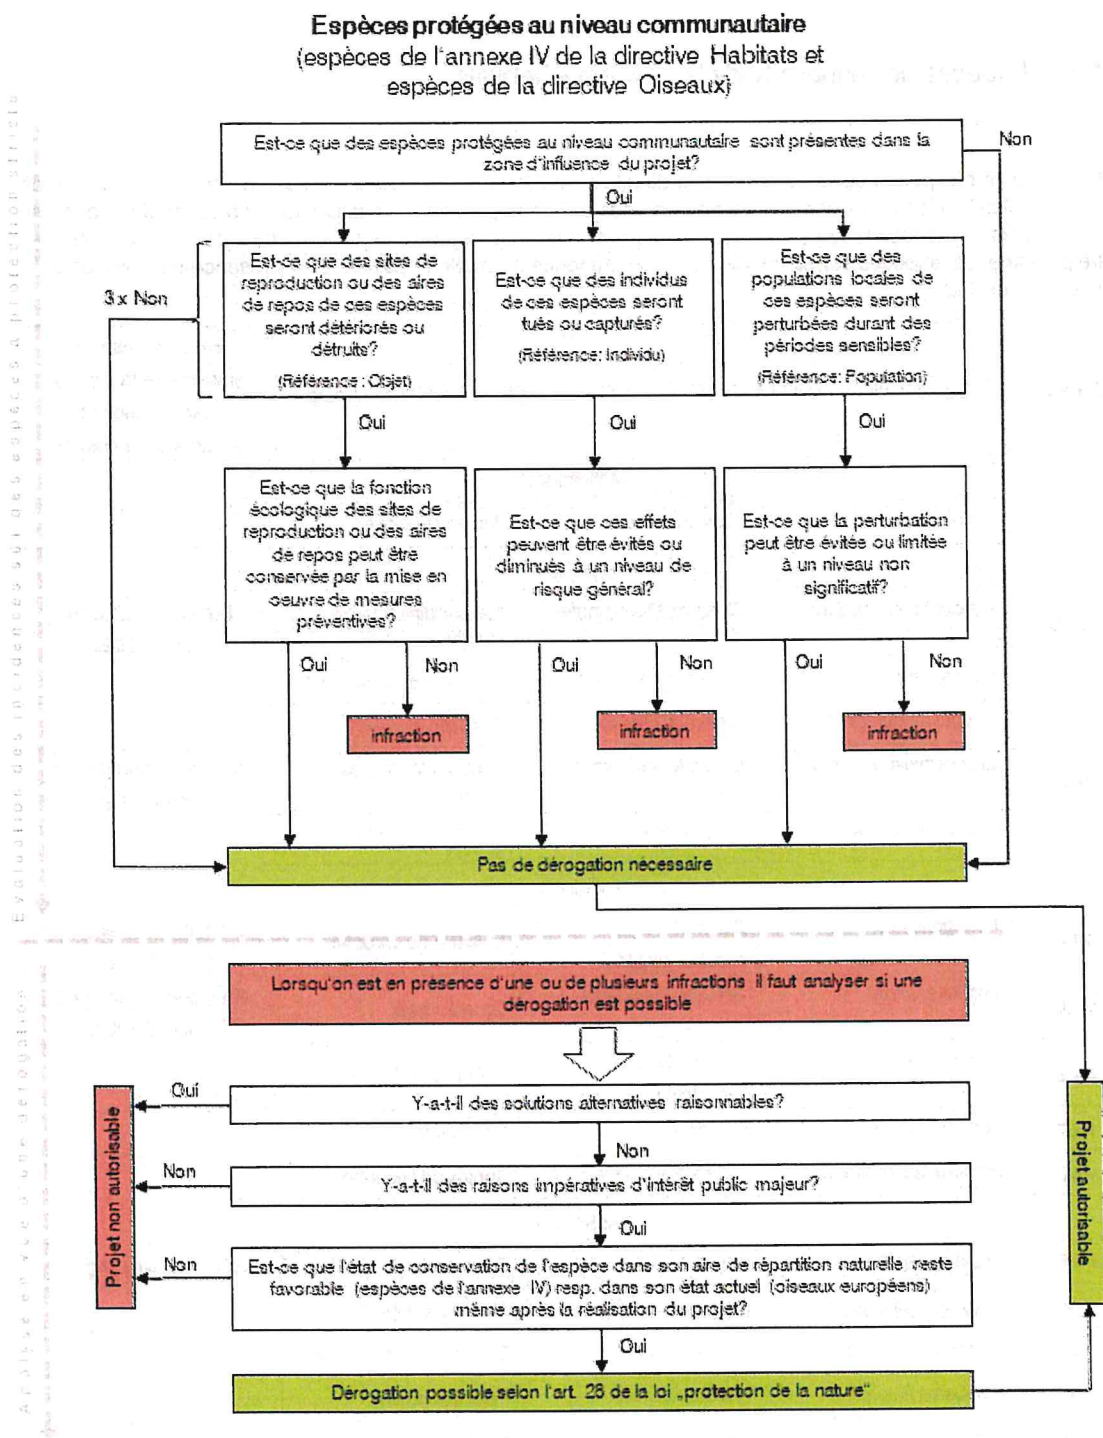 Espèces protégées au niveau communautaire
(espèces de l'annexe IV de la directive Habitats et
espèces de la directive Oiseaux)
Est-ce que des espèces protégées au niveau communautaire sont présentes dans la
zone d'influence du projet?
Non
Oui
3 x Non
Est-ce que des sites de
reproduction ou des aires
de repos de ces espèces
seront détériorés ou
détruits?
(Référence : Objet)
Est-ce que des individus
de ces espèces seront
tués ou capturés?
(Référence: Individu)
Est-ce que des
populations locales de
ces espèces seront
perturbées durant des
périodes sensibles?
(Référence: Population)
Oui
Oui
Oui
Est-ce que la fonction
écologique des sites de
reproduction ou des aires
de repos peut être
conservée par la mise en
oeuvre de mesures
préventives?
Est-ce que ces effets
peuvent être évités ou
diminués à un niveau de
risque général?
Est-ce que la perturbation
peut être évitée ou limitée
à un niveau non
significatif?
Oui
Non
Oui
Non
Oui
Non
infraction
infraction
infraction
Pas de dérogation nécessaire
Evaluation des incidences sur des espèces à protection stricte
Lorsqu'on est en présence d'une ou de plusieurs infractions il faut analyser si une
dérogation est possible
Oui
Y-a-t-il des solutions alternatives raisonnables?
Non
Non
Y-a-t-il des raisons impératives d'intérêt public majeur?
Oui
Non
Est-ce que l'état de conservation de l'espèce dans son aire de répartition naturelle reste
favorable (espèces de l'annexe IV) resp. dans son état actuel (oiseaux européens)
même après la réalisation du projet?
Oui
Dérogation possible selon l'art. 28 de la loi „protection de la nature"
Projet non autorisable
Projet autorisable
Analyse en vue d'une dérogation